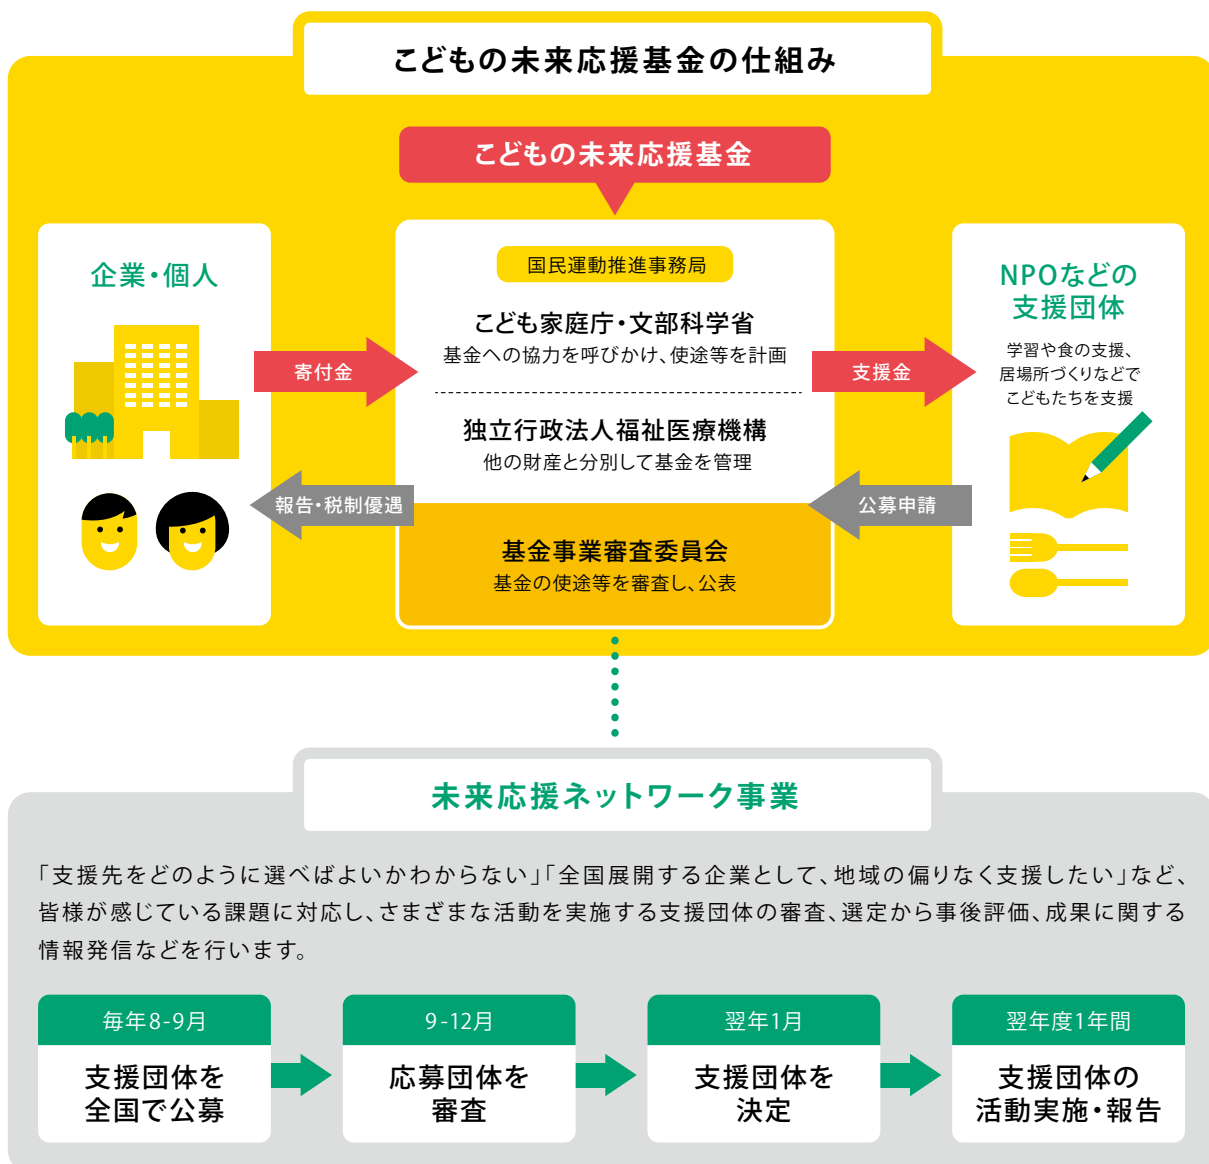 こどもの未来応援基金の仕組み
こどもの未来応援基金
企業・個人
寄付金
報告・税制優遇
国民運動推進事務局
こども家庭庁・文部科学省
基金への協力を呼びかけ、使途等を計画
独立行政法人福祉医療機構
他の財産と分別して基金を管理
基金事業審査委員会
基金の使途等を審査し、公表
支援金
公募申請
NPOなどの
支援団体
学習や食の支援、
居場所づくりなどで
こどもたちを支援
未来応援ネットワーク事業
「支援先をどのように選べばよいかわからない」「全国展開する企業として、地域の偏りなく支援したい」など、
皆様が感じている課題に対応し、さまざまな活動を実施する支援団体の審査、選定から事後評価、成果に関する
情報発信などを行います。
毎年8-9月
支援団体を
全国で公募
9-12月
応募団体を
審査
翌年1月
支援団体を
決定
翌年度1年間
支援団体の
活動実施・報告